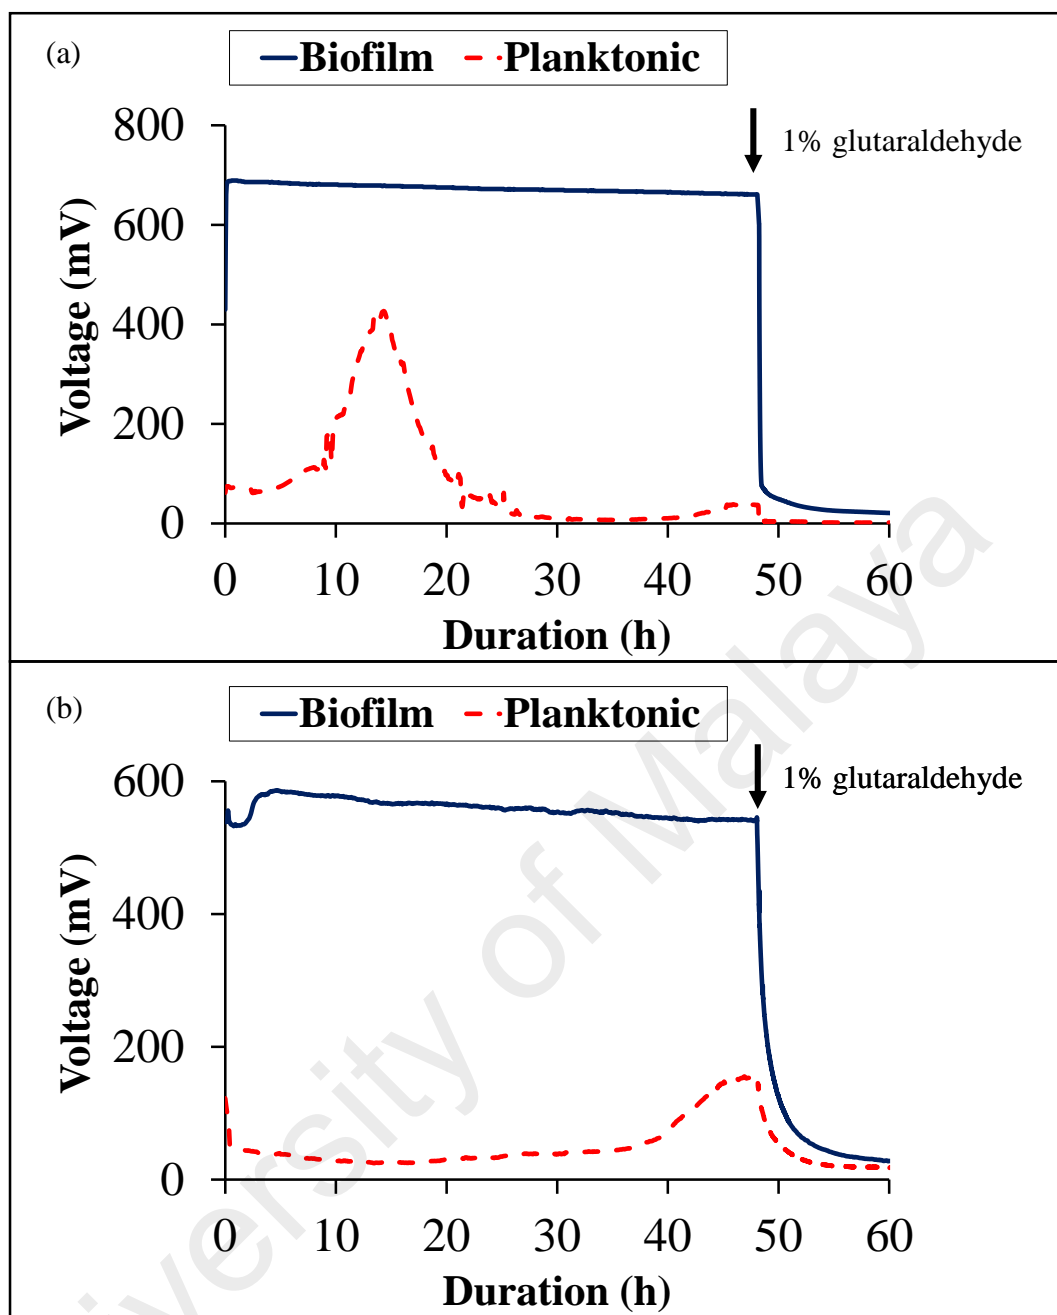 (a)
Biofilm Planktonic
1% glutaraldehyde
Voltage (mV)
800
600
400
200
0
0 10 20 30 40 50 60
Duration (h)
(b)
Biofilm Planktonic
1% glutaraldehyde
Voltage (mV)
600
400
200
0
0 10 20 30 40 50 60
Duration (h)
versity of Malaya